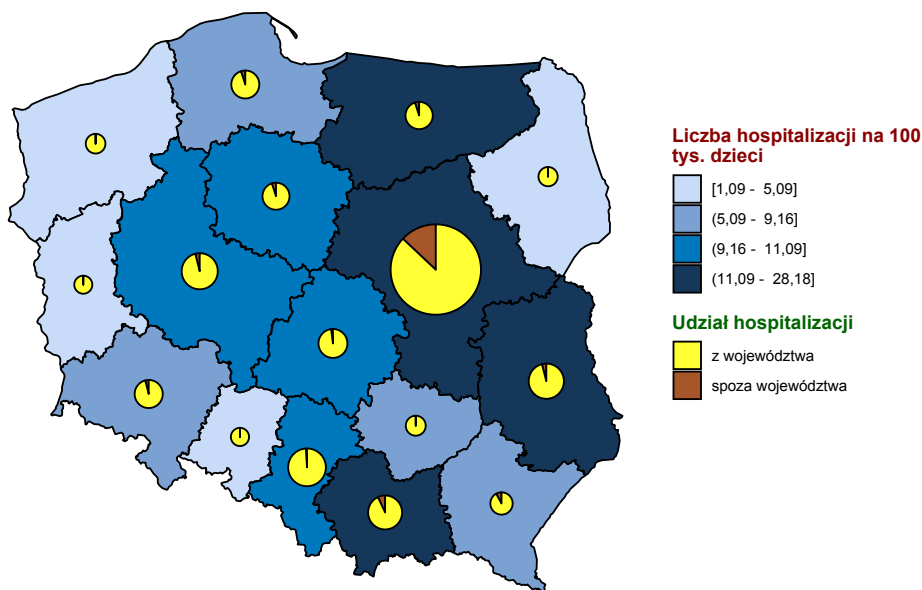 Liczba hospitalizacji na 100
tys. dzieci
[1,09 - 5,09]
(5,09 - 9,16]
(9,16 - 11,09]
(11,09 - 28,18]
Udział hospitalizacji
z województwa
spoza województwa